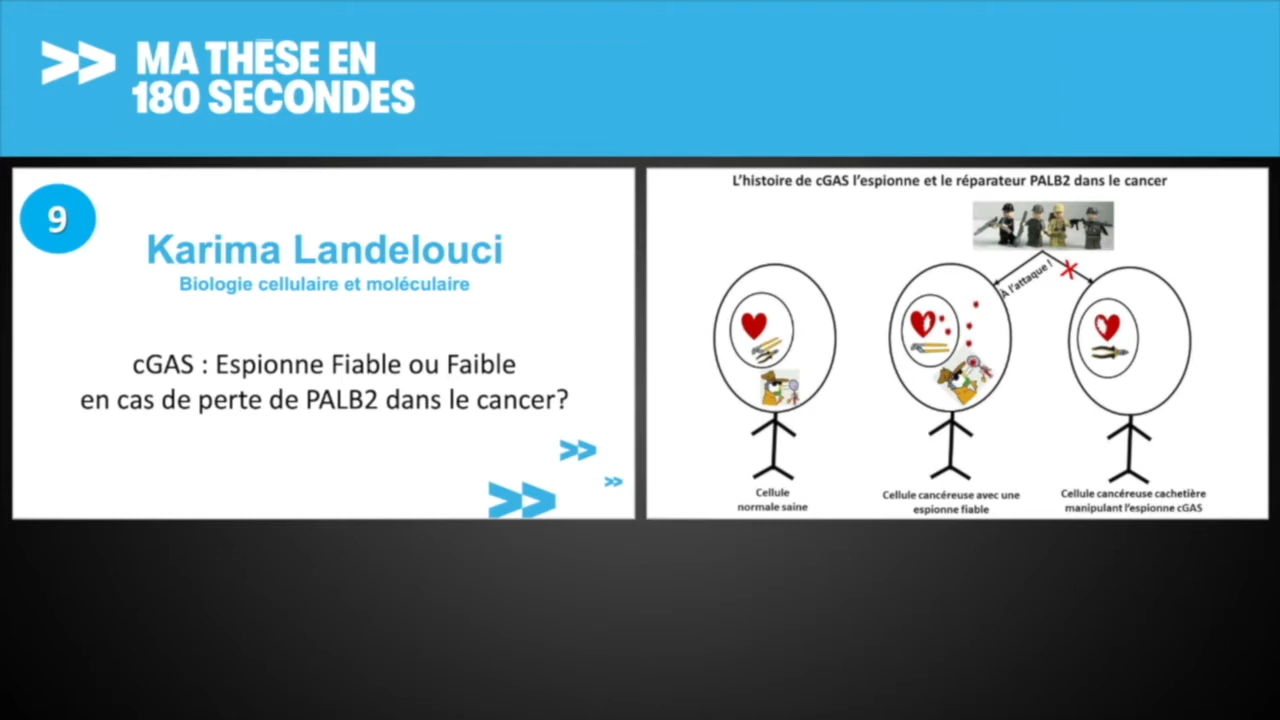 >> MA THÈSE EN
180 SECONDES
9
Karima Landelouci
Biologie cellulaire et moléculaire
cGAS : Espionne Fiable ou Faible
en cas de perte de PALB2 dans le cancer?
L'histoire de cGAS l'espionne et le réparateur PALB2 dans le cancer
À l'attaque !
Cellule
normale saine
Cellule cancéreuse avec une
espionne fiable
Cellule cancéreuse cachetière
manipulant l'espionne cGAS